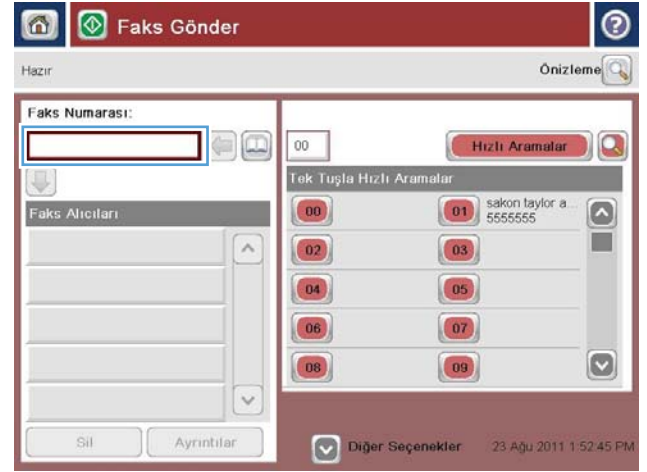 Faks Gönder
?
Hazır
Önizleme
Faks Numarası:
00
Hızlı Aramalar
Tek Tuşla Hızlı Aramalar
Faks Alıcıları
00
01 sakon taylor a...
5555555
02
03
04
05
06
07
08
09
Sil
Ayrıntılar
Diğer Seçenekler
23 Ağu 2011 1:52:45 PM